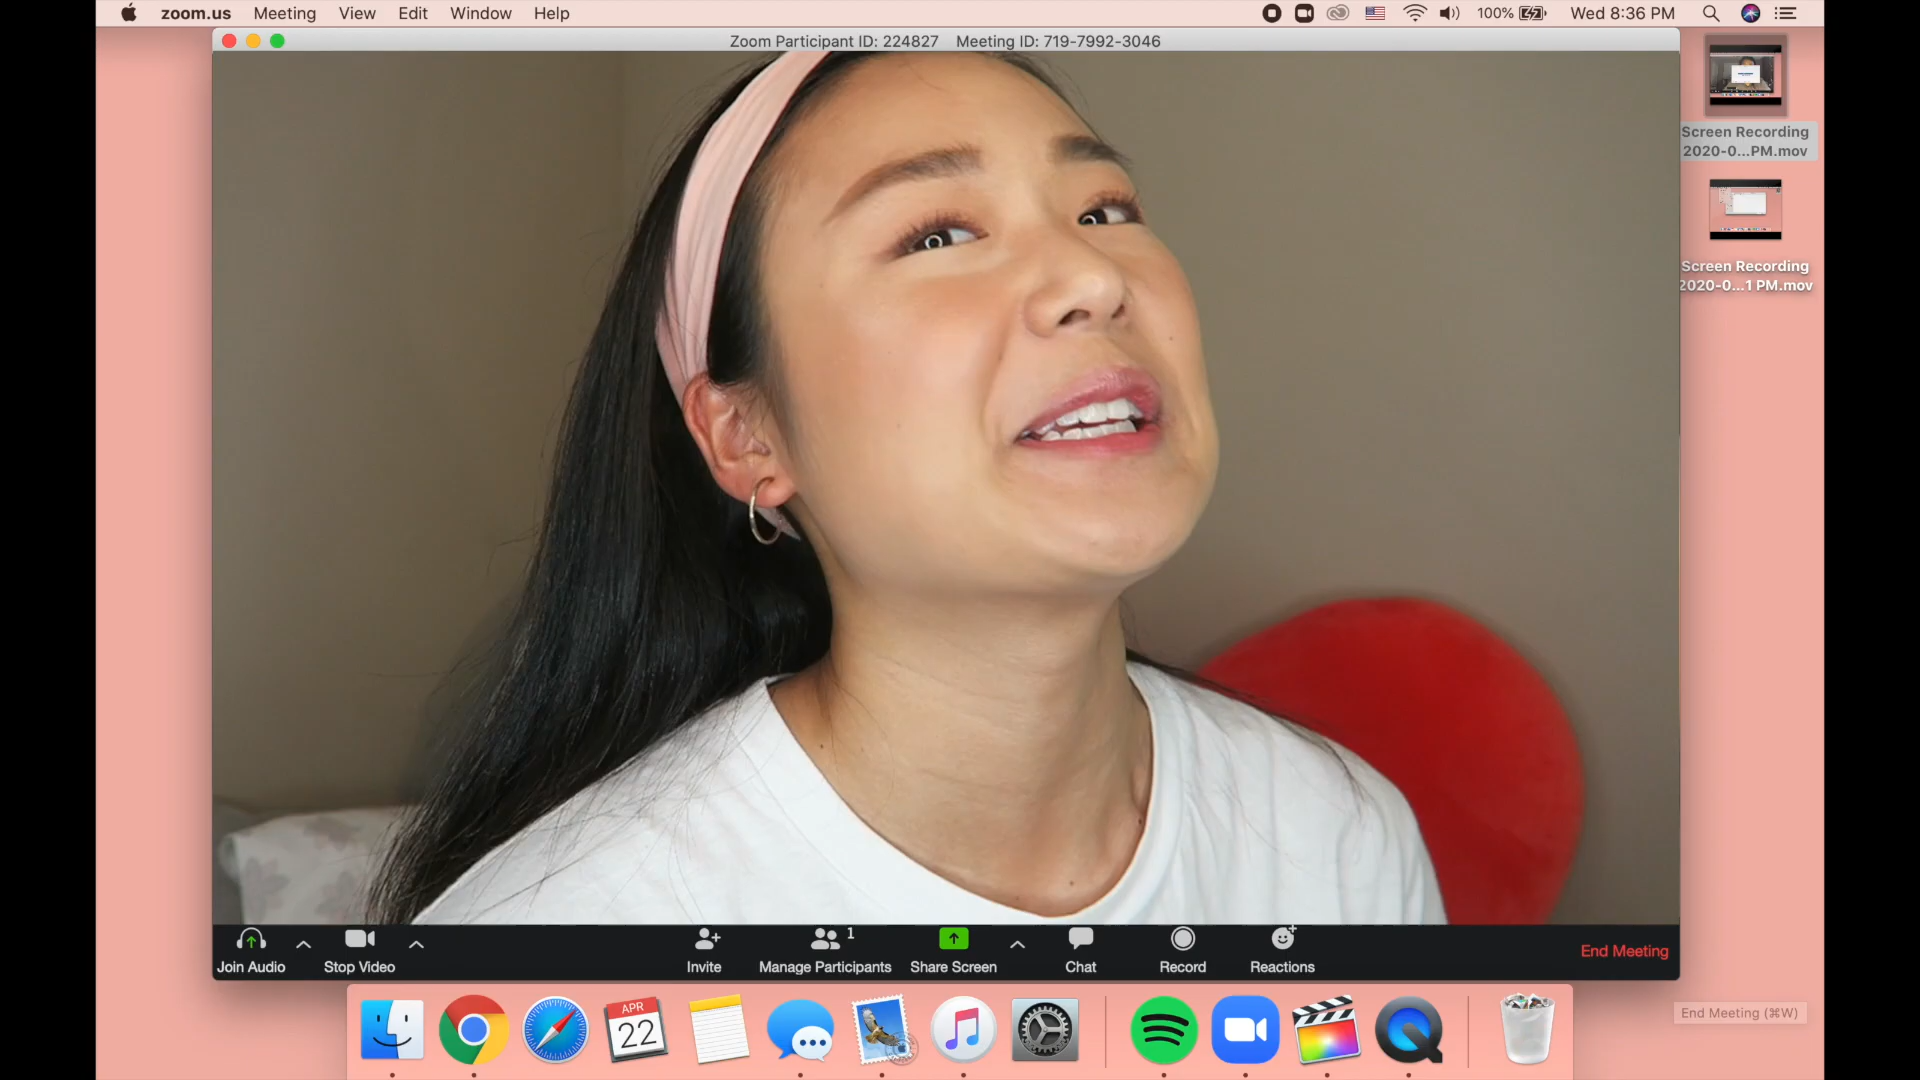 zoom.us Meeting View Edit Window Help 100% Wed 8:36 PM
Zoom Participant ID: 224827 Meeting ID: 719-7992-3046
Screen Recording
2020-0...PM.mov
Screen Recording
2020-0...1 PM.mov
1
Join Audio Stop Video Invite Manage Participants Share Screen Chat Record Reactions End Meeting
End Meeting (⌘W)
APR
22